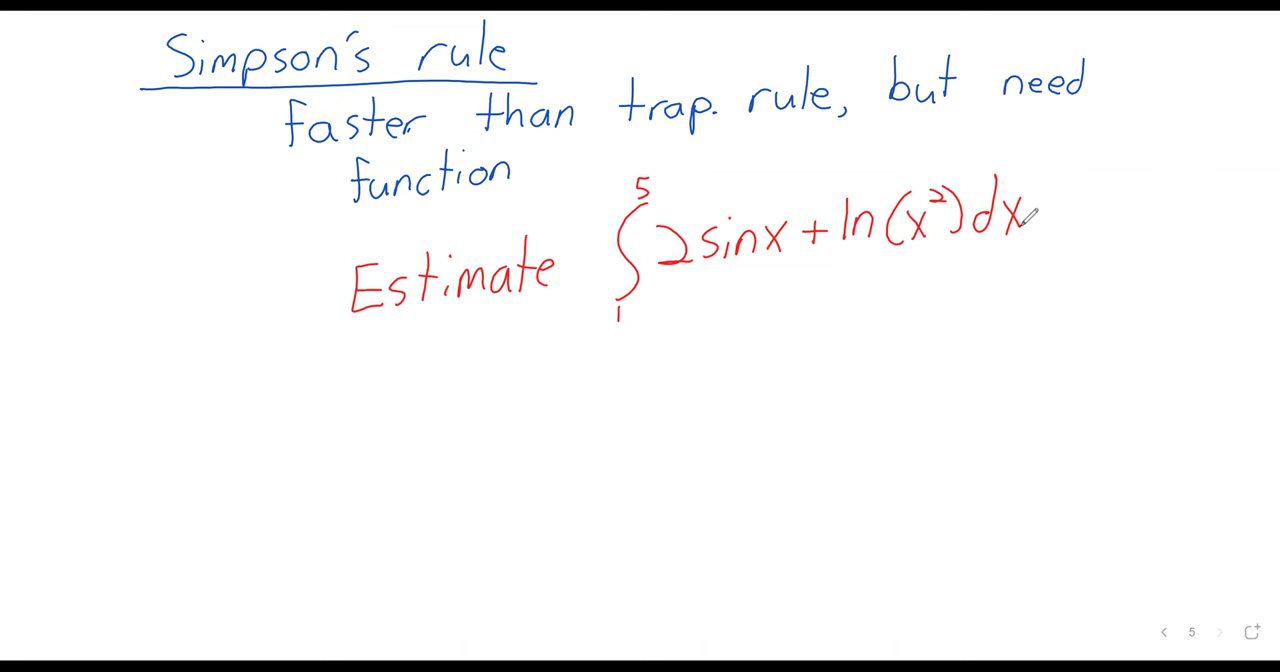 Simpson's rule
faster than trap. rule, but need
function
Estimate ∫₁⁵ 2sinx + ln(x²)dx
5